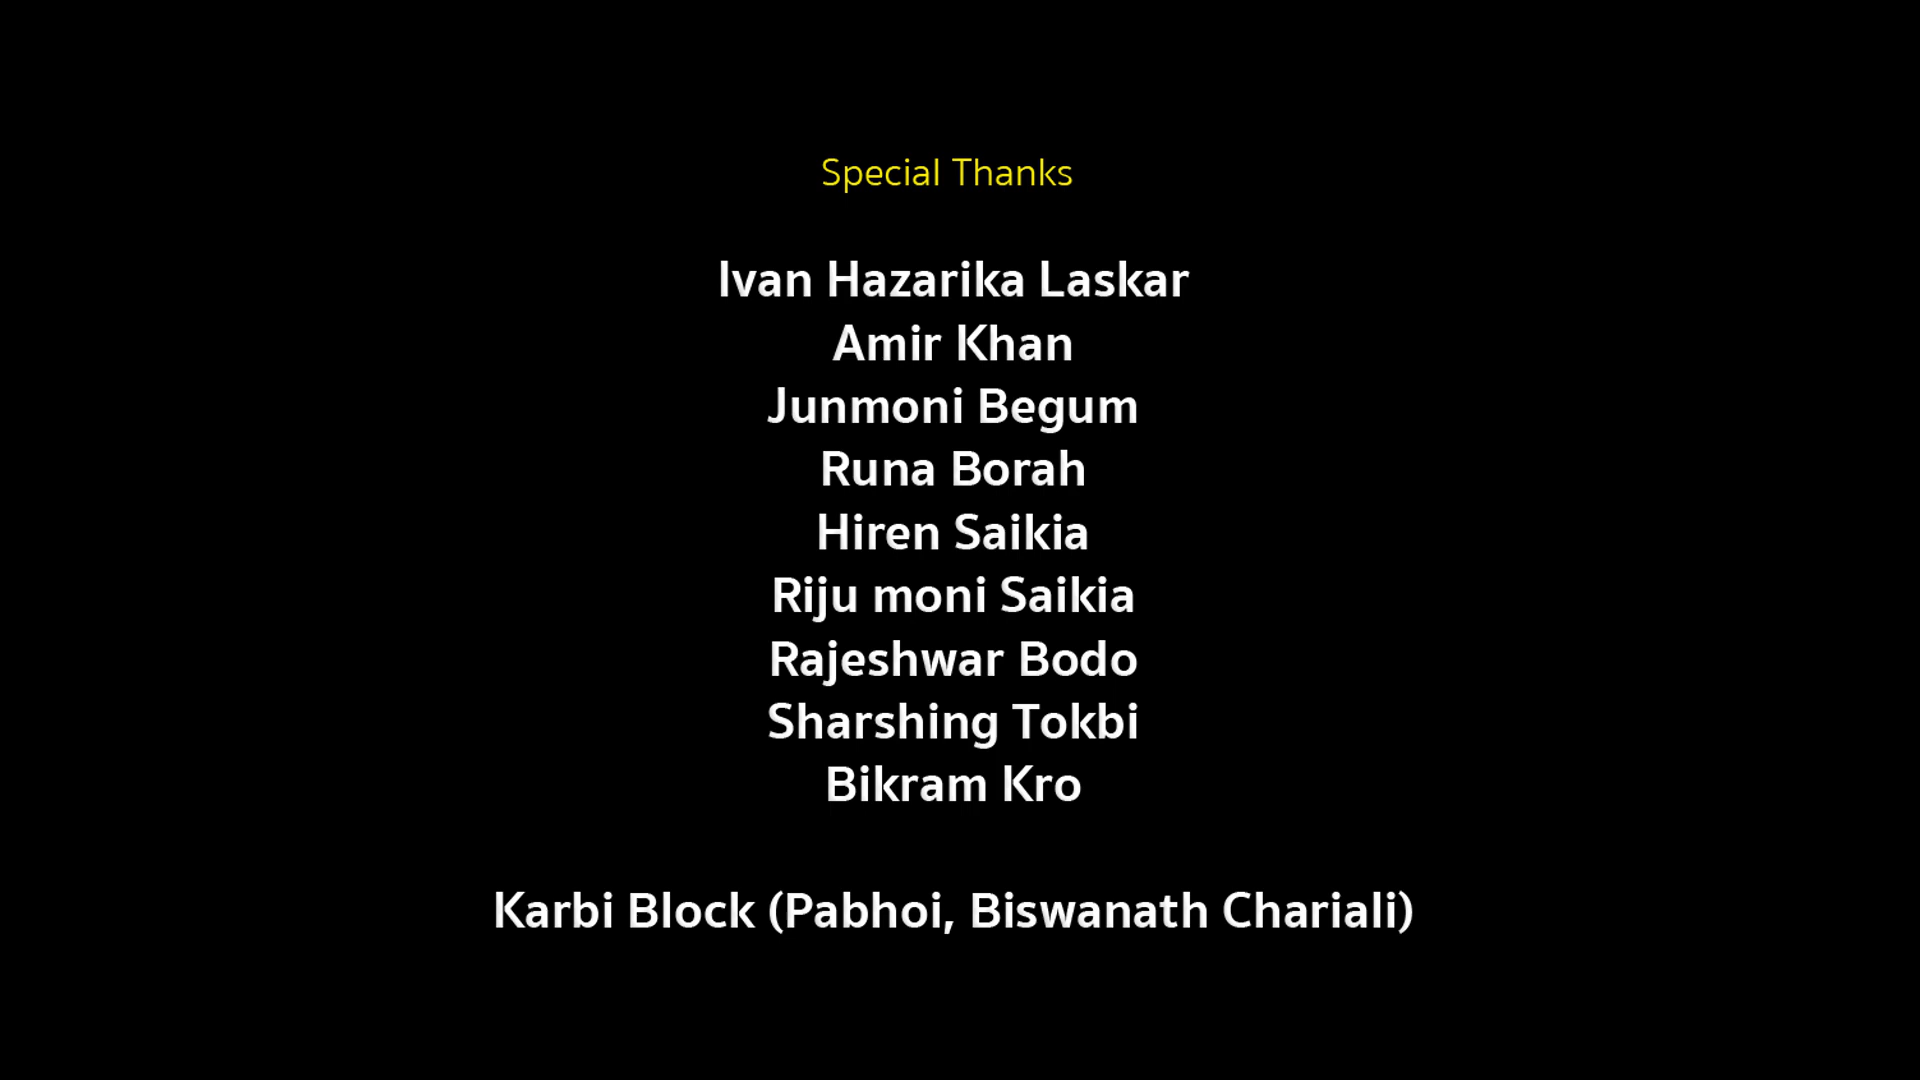 Special Thanks
Ivan Hazarika Laskar
Amir Khan
Junmoni Begum
Runa Borah
Hiren Saikia
Riju moni Saikia
Rajeshwar Bodo
Sharshing Tokbi
Bikram Kro
Karbi Block (Pabhoi, Biswanath Chariali)